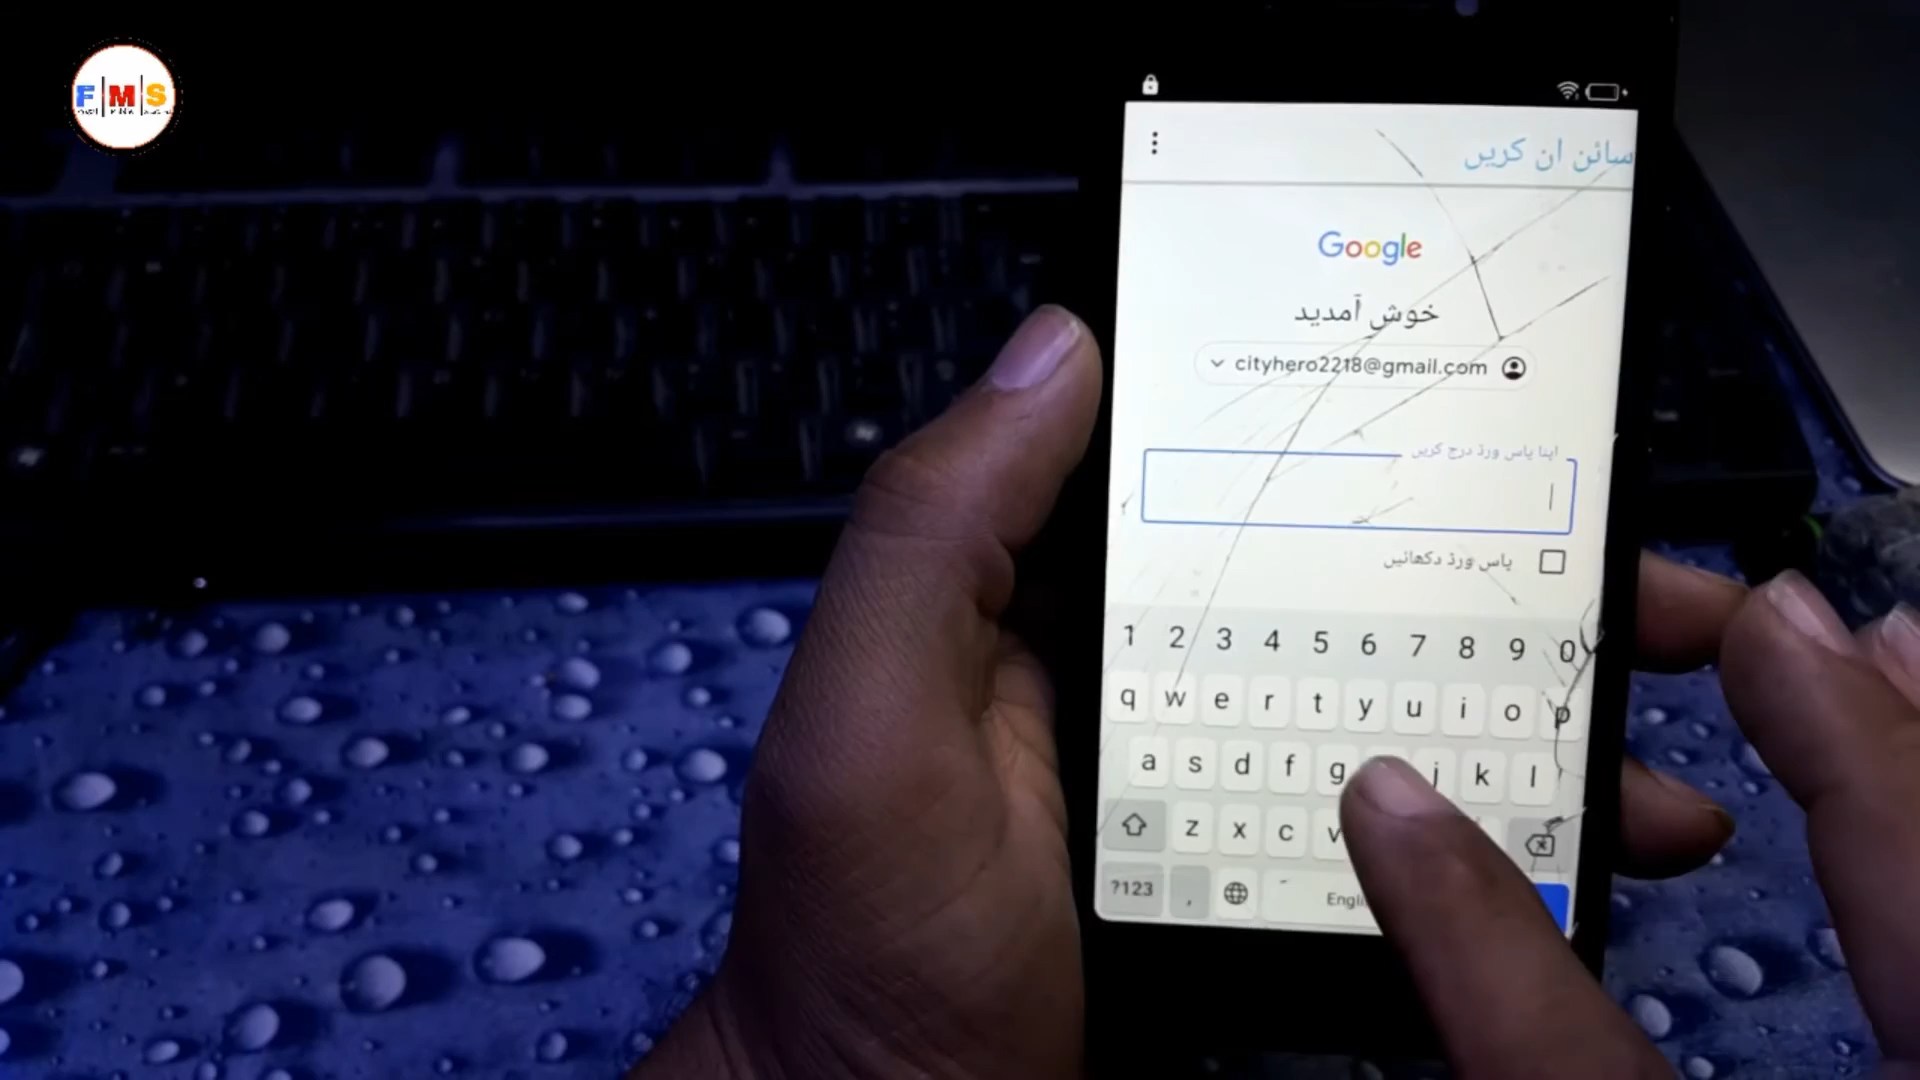 F|M|S
سائن ان کریں
Google
خوش آمدید
cityhero2218@gmail.com
اپنا پاس ورڈ درج کریں
پاس ورڈ دکھائیں
1 2 3 4 5 6 7 8 9 0
q w e r t y u i o p
a s d f g j k l
z x c v
?123 ,